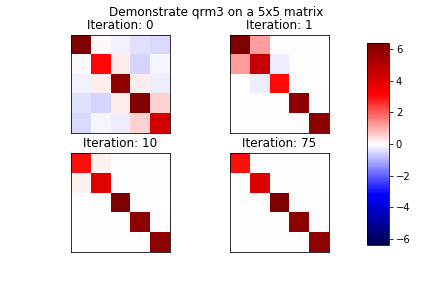 Demonstrate qrm3 on a 5x5 matrix
Iteration: 0
Iteration: 1
Iteration: 10
Iteration: 75
6
4
2
0
−2
−4
−6